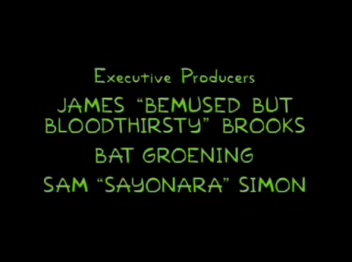 Executive Producers
JAMES “BEMUSED BUT
BLOODTHIRSTY” BROOKS
BAT GROENING
SAM “SAYONARA” SIMON